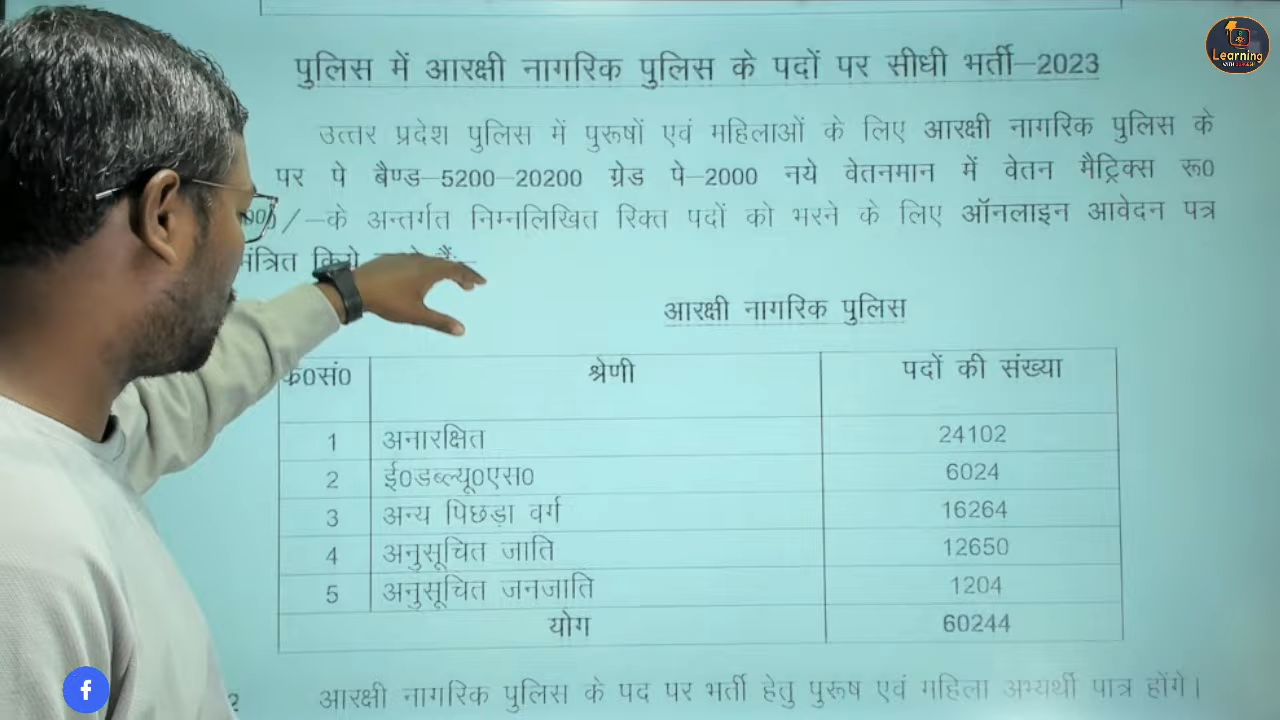 पुलिस में आरक्षी नागरिक पुलिस के पदों पर सीधी भर्ती–2023
Learning
उत्तर प्रदेश पुलिस में पुरूषों एवं महिलाओं के लिए आरक्षी नागरिक पुलिस के
पर पे बैण्ड–5200–20200 ग्रेड पे–2000 नये वेतनमान में वेतन मैट्रिक्स रू0
/–के अन्तर्गत निम्नलिखित रिक्त पदों को भरने के लिए ऑनलाइन आवेदन पत्र
आरक्षी नागरिक पुलिस
क0सं0 श्रेणी पदों की संख्या
1 अनारक्षित 24102
2 ई0डब्ल्यू0एस0 6024
3 अन्य पिछड़ा वर्ग 16264
4 अनुसूचित जाति 12650
5 अनुसूचित जनजाति 1204
योग 60244
2 आरक्षी नागरिक पुलिस के पद पर भर्ती हेतु पुरूष एवं महिला अभ्यर्थी पात्र होंगे।